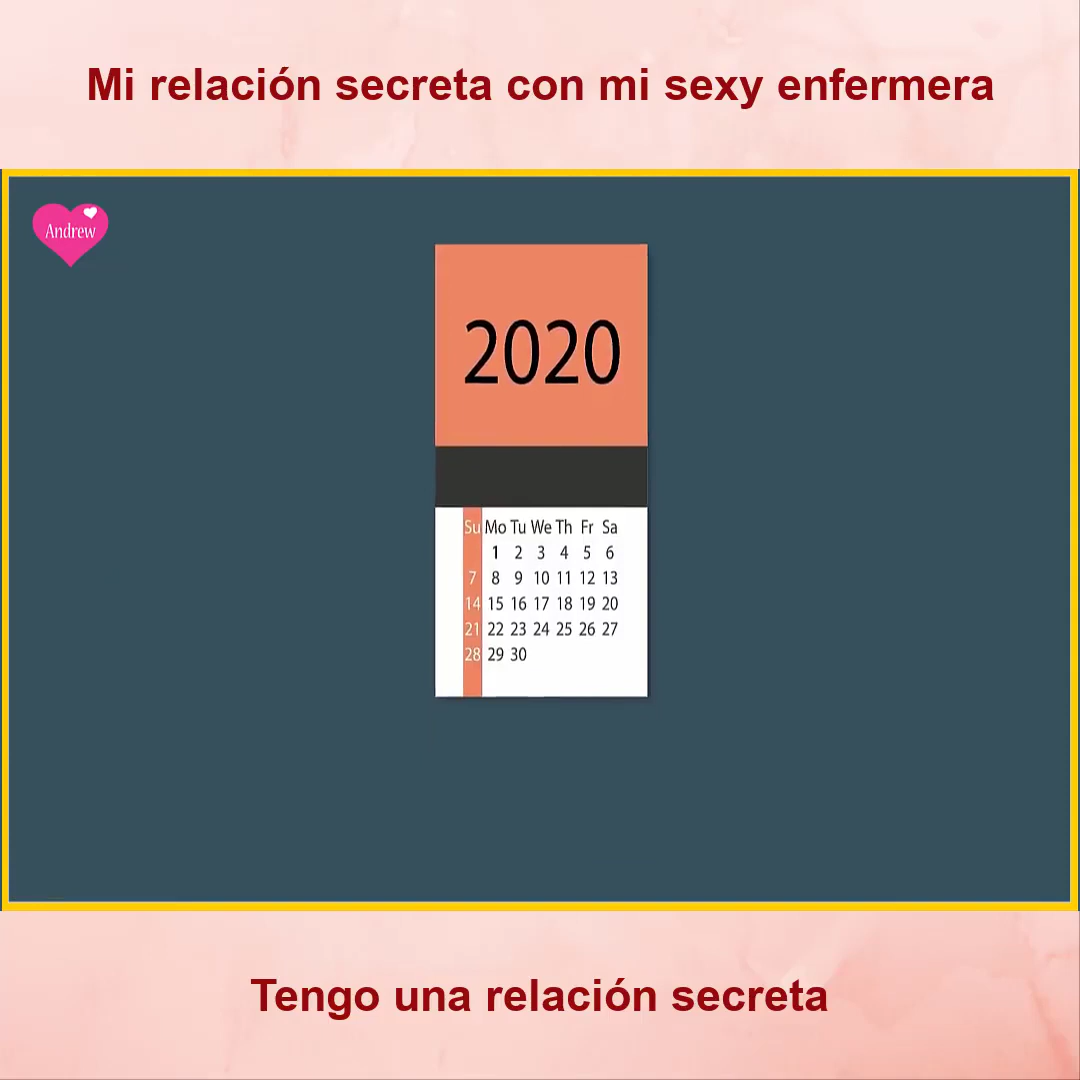 Mi relación secreta con mi sexy enfermera
Andrew
2020
Su Mo Tu We Th Fr Sa
1 2 3 4 5 6
7 8 9 10 11 12 13
14 15 16 17 18 19 20
21 22 23 24 25 26 27
28 29 30
Tengo una relación secreta